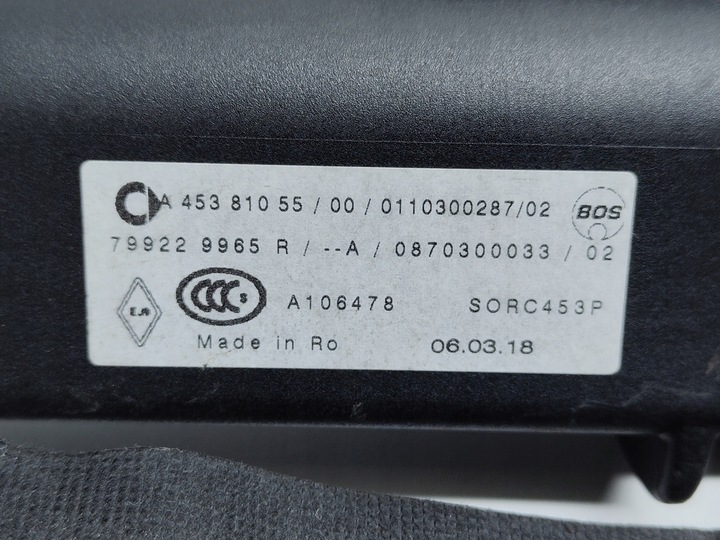 A 453 810 55 / 00 / 0110300287/02 BOS
79922 9965 R / --A / 0870300033 / 02
CCC S A106478 SORC453P
Made in Ro 06.03.18